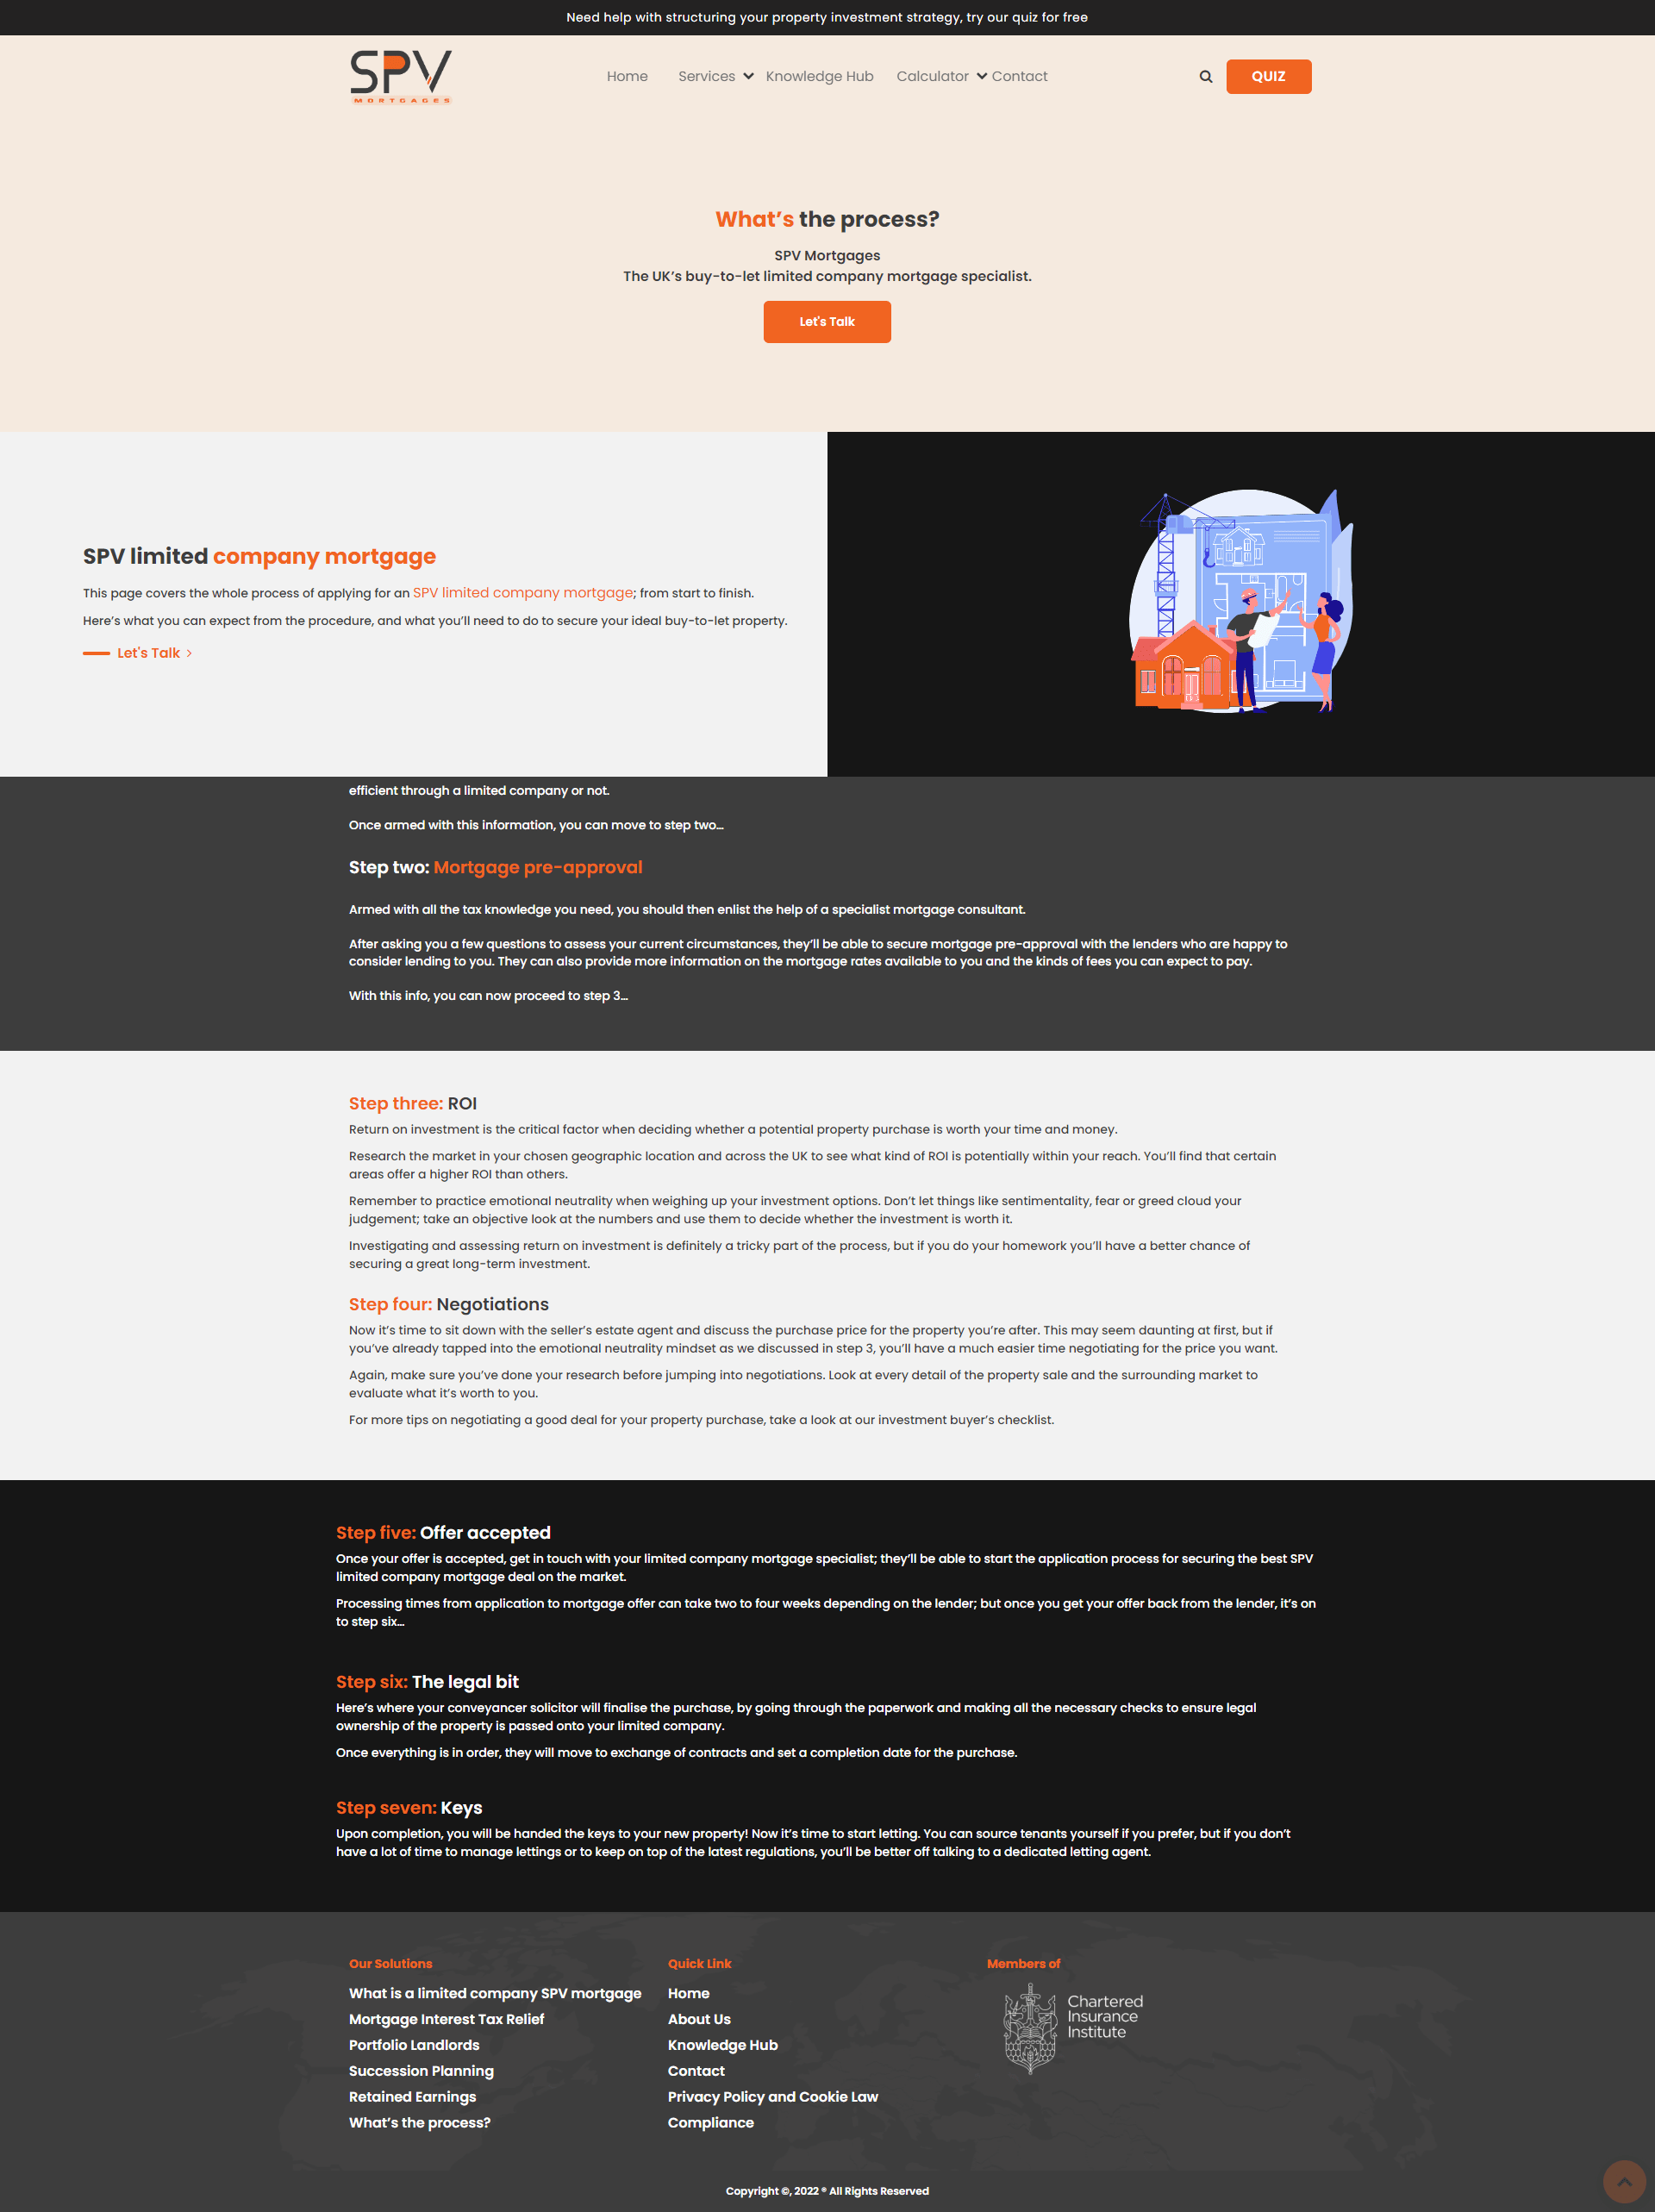 Need help with structuring your property investment strategy, try our quiz for free
SPV
MORTGAGES
Home
Services
Knowledge Hub
Calculator
Contact
QUIZ
What’s the process?
SPV Mortgages
The UK’s buy-to-let limited company mortgage specialist.
Let's Talk
SPV limited company mortgage
This page covers the whole process of applying for an SPV limited company mortgage; from start to finish.
Here’s what you can expect from the procedure, and what you’ll need to do to secure your ideal buy-to-let property.
Let's Talk
efficient through a limited company or not.
Once armed with this information, you can move to step two…
Step two: Mortgage pre-approval
Armed with all the tax knowledge you need, you should then enlist the help of a specialist mortgage consultant.
After asking you a few questions to assess your current circumstances, they’ll be able to secure mortgage pre-approval with the lenders who are happy to
consider lending to you. They can also provide more information on the mortgage rates available to you and the kinds of fees you can expect to pay.
With this info, you can now proceed to step 3…
Step three: ROI
Return on investment is the critical factor when deciding whether a potential property purchase is worth your time and money.
Research the market in your chosen geographic location and across the UK to see what kind of ROI is potentially within your reach. You’ll find that certain
areas offer a higher ROI than others.
Remember to practice emotional neutrality when weighing up your investment options. Don’t let things like sentimentality, fear or greed cloud your
judgement; take an objective look at the numbers and use them to decide whether the investment is worth it.
Investigating and assessing return on investment is definitely a tricky part of the process, but if you do your homework you’ll have a better chance of
securing a great long-term investment.
Step four: Negotiations
Now it’s time to sit down with the seller’s estate agent and discuss the purchase price for the property you’re after. This may seem daunting at first, but if
you’ve already tapped into the emotional neutrality mindset as we discussed in step 3, you’ll have a much easier time negotiating for the price you want.
Again, make sure you’ve done your research before jumping into negotiations. Look at every detail of the property sale and the surrounding market to
evaluate what it’s worth to you.
For more tips on negotiating a good deal for your property purchase, take a look at our investment buyer’s checklist.
Step five: Offer accepted
Once your offer is accepted, get in touch with your limited company mortgage specialist; they’ll be able to start the application process for securing the best SPV
limited company mortgage deal on the market.
Processing times from application to mortgage offer can take two to four weeks depending on the lender; but once you get your offer back from the lender, it’s on
to step six…
Step six: The legal bit
Here’s where your conveyancer solicitor will finalise the purchase, by going through the paperwork and making all the necessary checks to ensure legal
ownership of the property is passed onto your limited company.
Once everything is in order, they will move to exchange of contracts and set a completion date for the purchase.
Step seven: Keys
Upon completion, you will be handed the keys to your new property! Now it’s time to start letting. You can source tenants yourself if you prefer, but if you don’t
have a lot of time to manage lettings or to keep on top of the latest regulations, you’ll be better off talking to a dedicated letting agent.
Our Solutions
What is a limited company SPV mortgage
Mortgage Interest Tax Relief
Portfolio Landlords
Succession Planning
Retained Earnings
What’s the process?
Quick Link
Home
About Us
Knowledge Hub
Contact
Privacy Policy and Cookie Law
Compliance
Members of
Chartered
Insurance
Institute
Copyright ©, 2022 ® All Rights Reserved